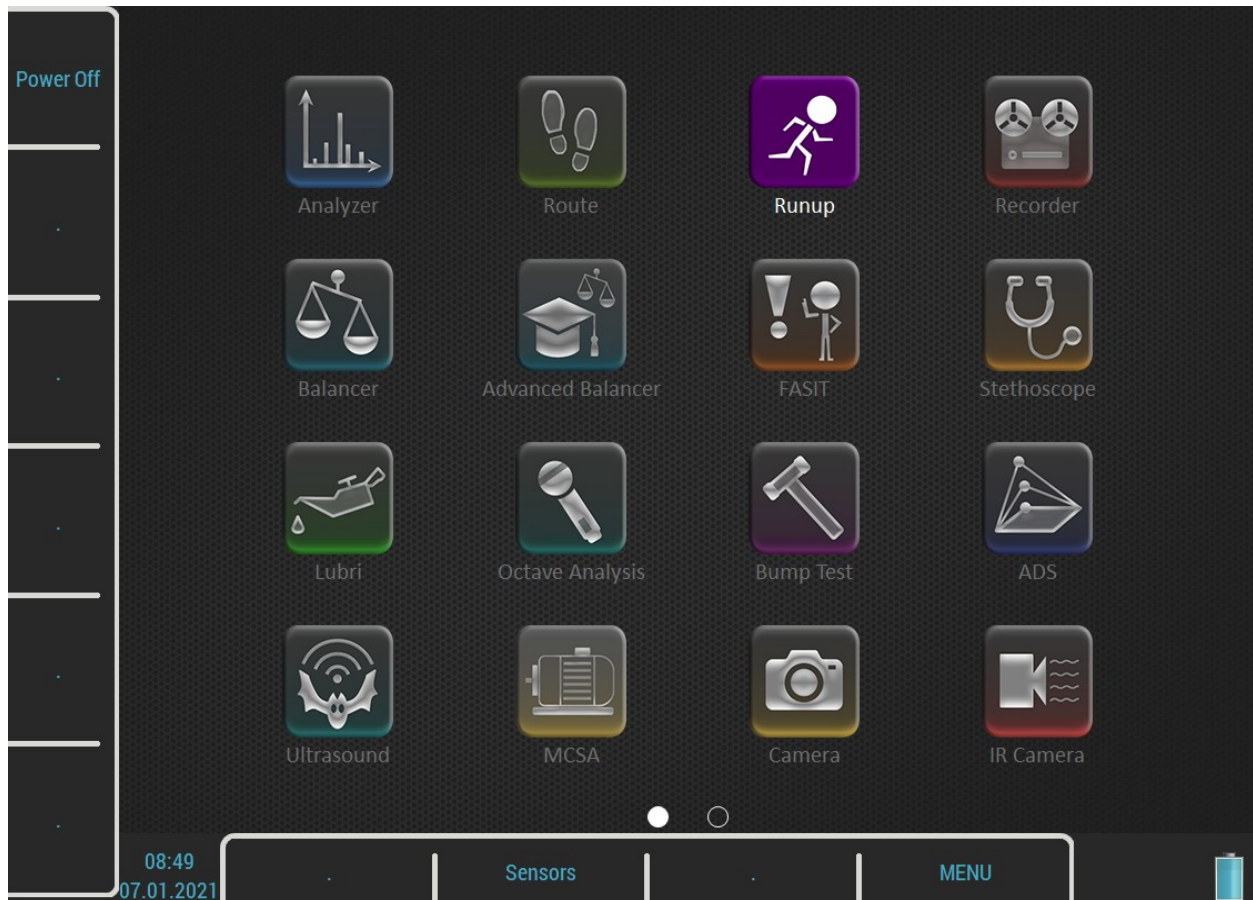 Power Off
Analyzer
Route
Runup
Recorder
Balancer
Advanced Balancer
FASIT
Stethoscope
Lubri
Octave Analysis
Bump Test
ADS
Ultrasound
MCSA
Camera
IR Camera
08:49
07.01.2021
Sensors
MENU